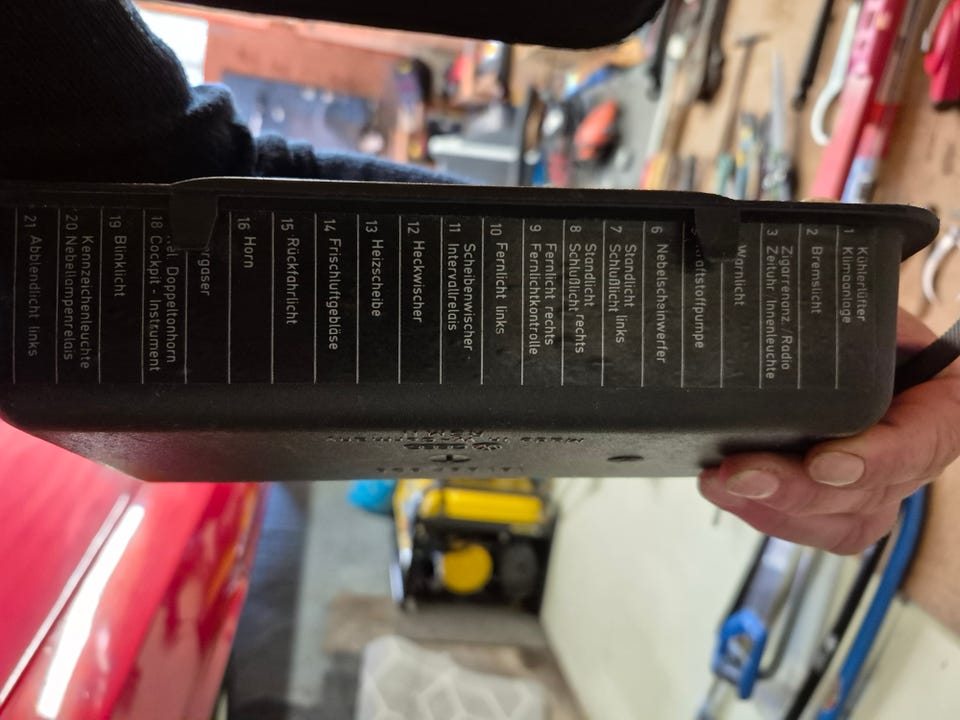 Kühlerlüfter
1 Klimaanlage
2 Bremslicht
Zigarrenanz./Radio
3 Zeituhr Innenleuchte
Warnlicht
6 Nebelscheinwerfer
Standlicht
7 Schlußlicht links
Standlicht
8 Schlußlicht rechts
Fernlicht rechts
9 Fernlichtkontrolle
10 Fernlicht links
Scheibenwischer
11 Intervallrelais
12 Heckwischer
13 Heizscheibe
14 Frischluftgebläse
15 Rückfahrlicht
16 Horn
Doppeltonhorn
18 Cockpit-Instrument
19 Blinklicht
Kennzeichenleuchte
20 Nebellampenrelais
21 Abblendlicht links